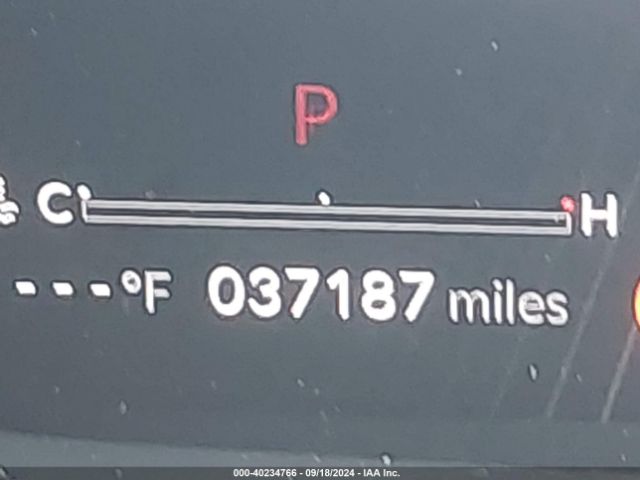 P
C H
---°F 037187 miles
000-40234766 - 09/18/2024 - IAA Inc.